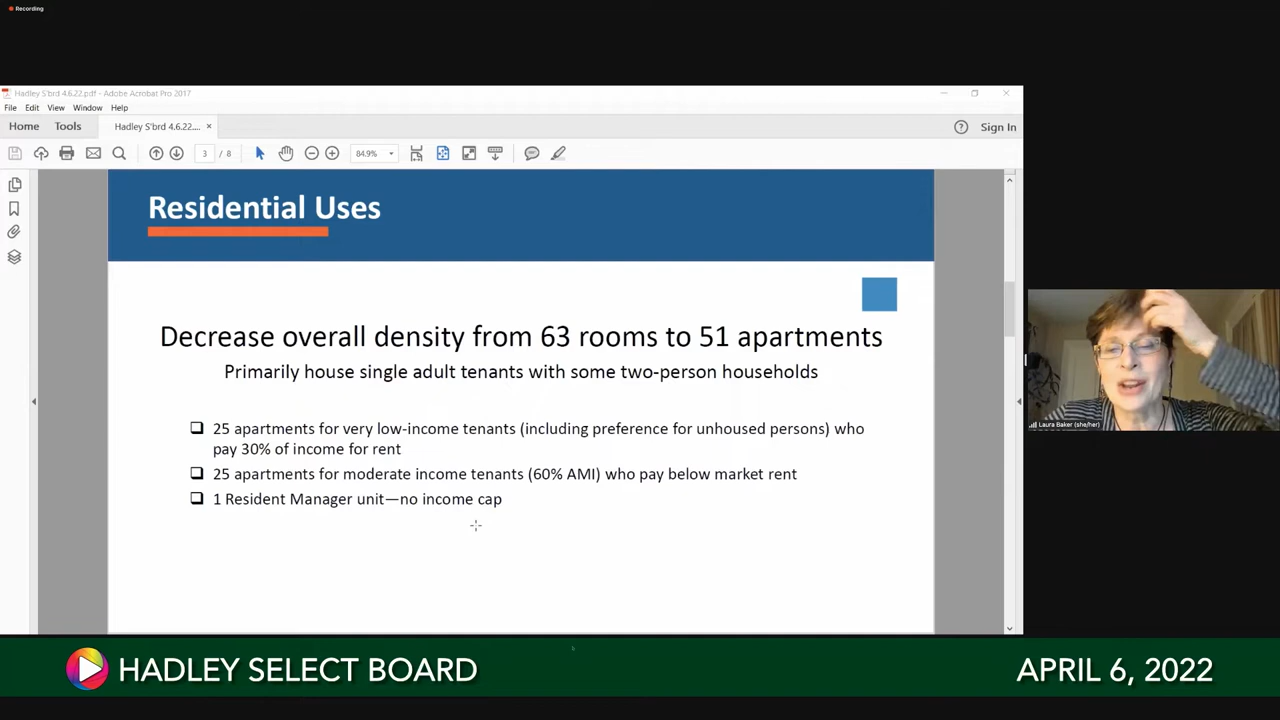 Recording
Hadley S'brd 4.6.22.pdf - Adobe Acrobat Pro 2017
File Edit View Window Help
Home Tools Hadley S'brd 4.6.22.... × Sign In
3 / 8 84.9%
Residential Uses
Decrease overall density from 63 rooms to 51 apartments
Primarily house single adult tenants with some two-person households
25 apartments for very low-income tenants (including preference for unhoused persons) who
pay 30% of income for rent
25 apartments for moderate income tenants (60% AMI) who pay below market rent
1 Resident Manager unit—no income cap
Laura Baker (she/her)
HADLEY SELECT BOARD APRIL 6, 2022